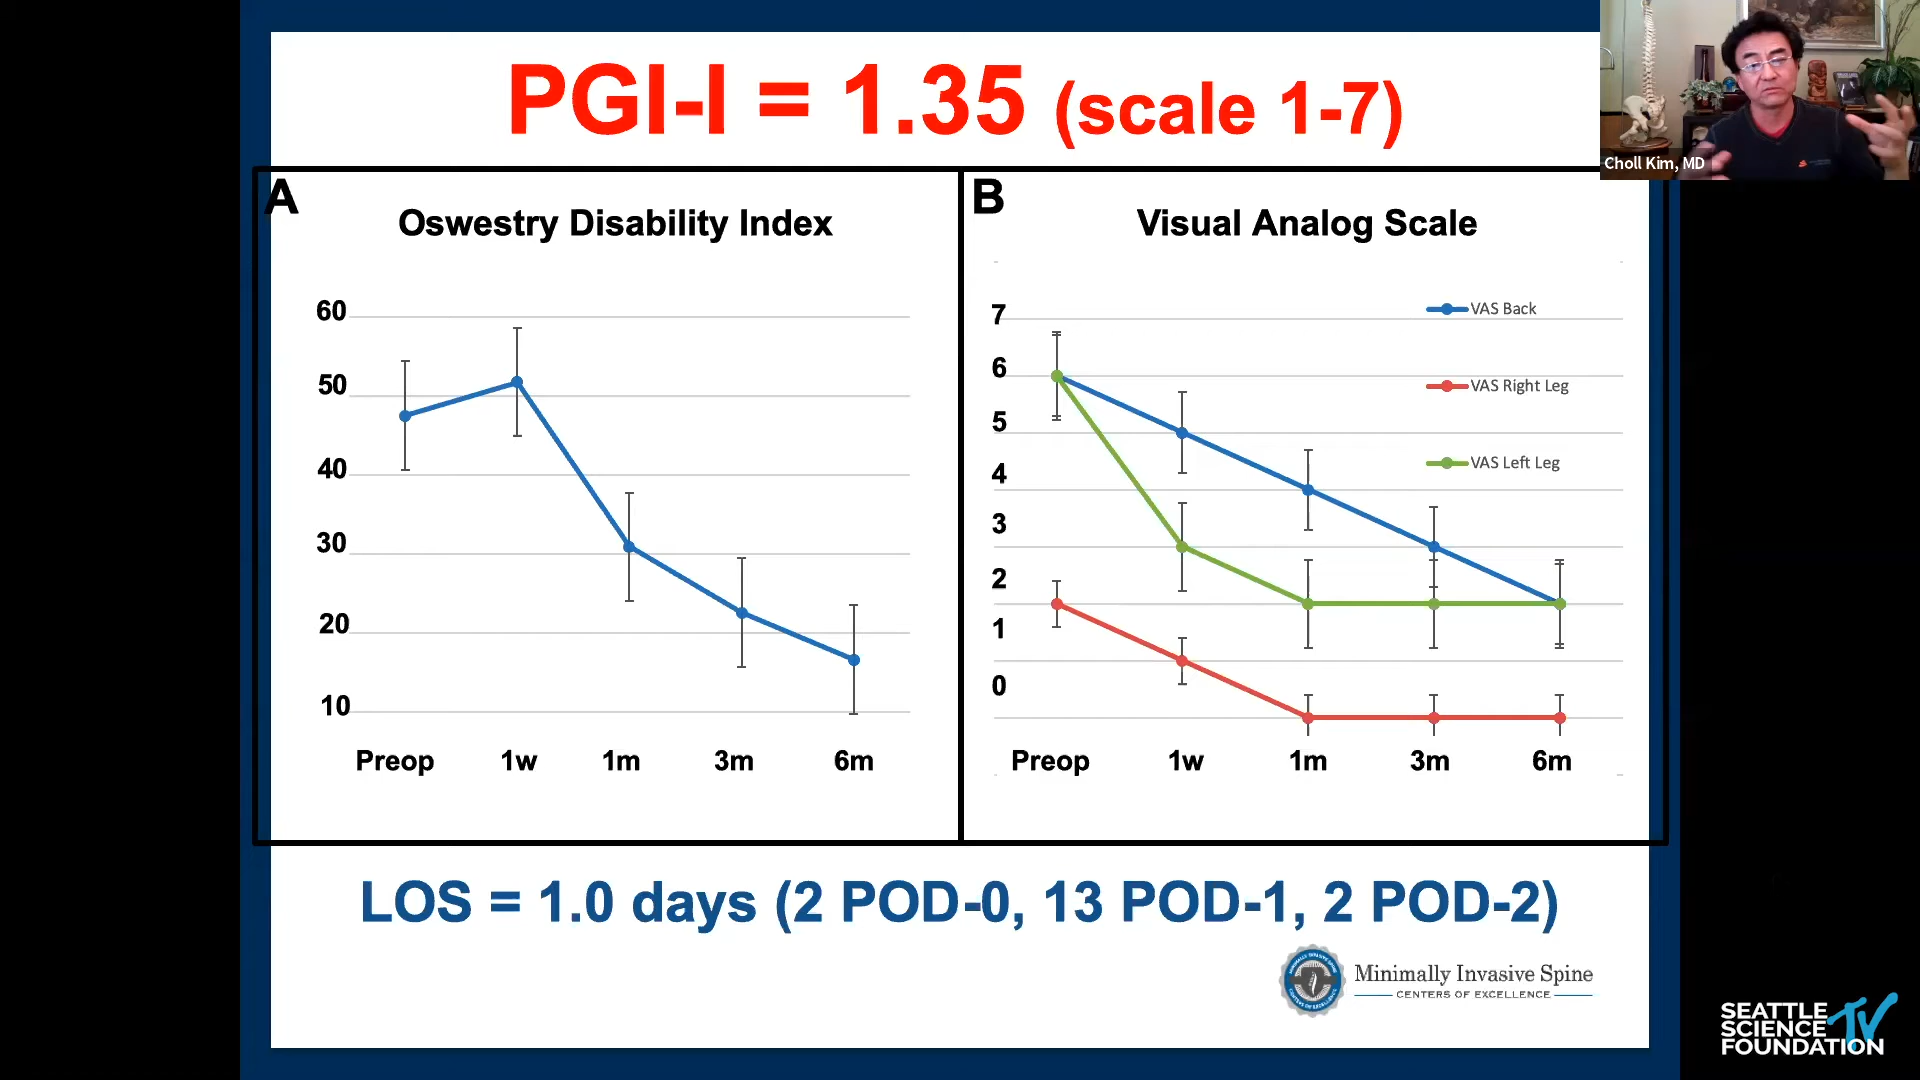 PGI-I = 1.35 (scale 1-7)
Choll Kim, MD
A
Oswestry Disability Index
60
50
40
30
20
10
Preop 1w 1m 3m 6m
B
Visual Analog Scale
7
6
5
4
3
2
1
0
VAS Back
VAS Right Leg
VAS Left Leg
Preop 1w 1m 3m 6m
LOS = 1.0 days (2 POD-0, 13 POD-1, 2 POD-2)
Minimally Invasive Spine
CENTERS OF EXCELLENCE
SEATTLE
SCIENCE TV
FOUNDATION